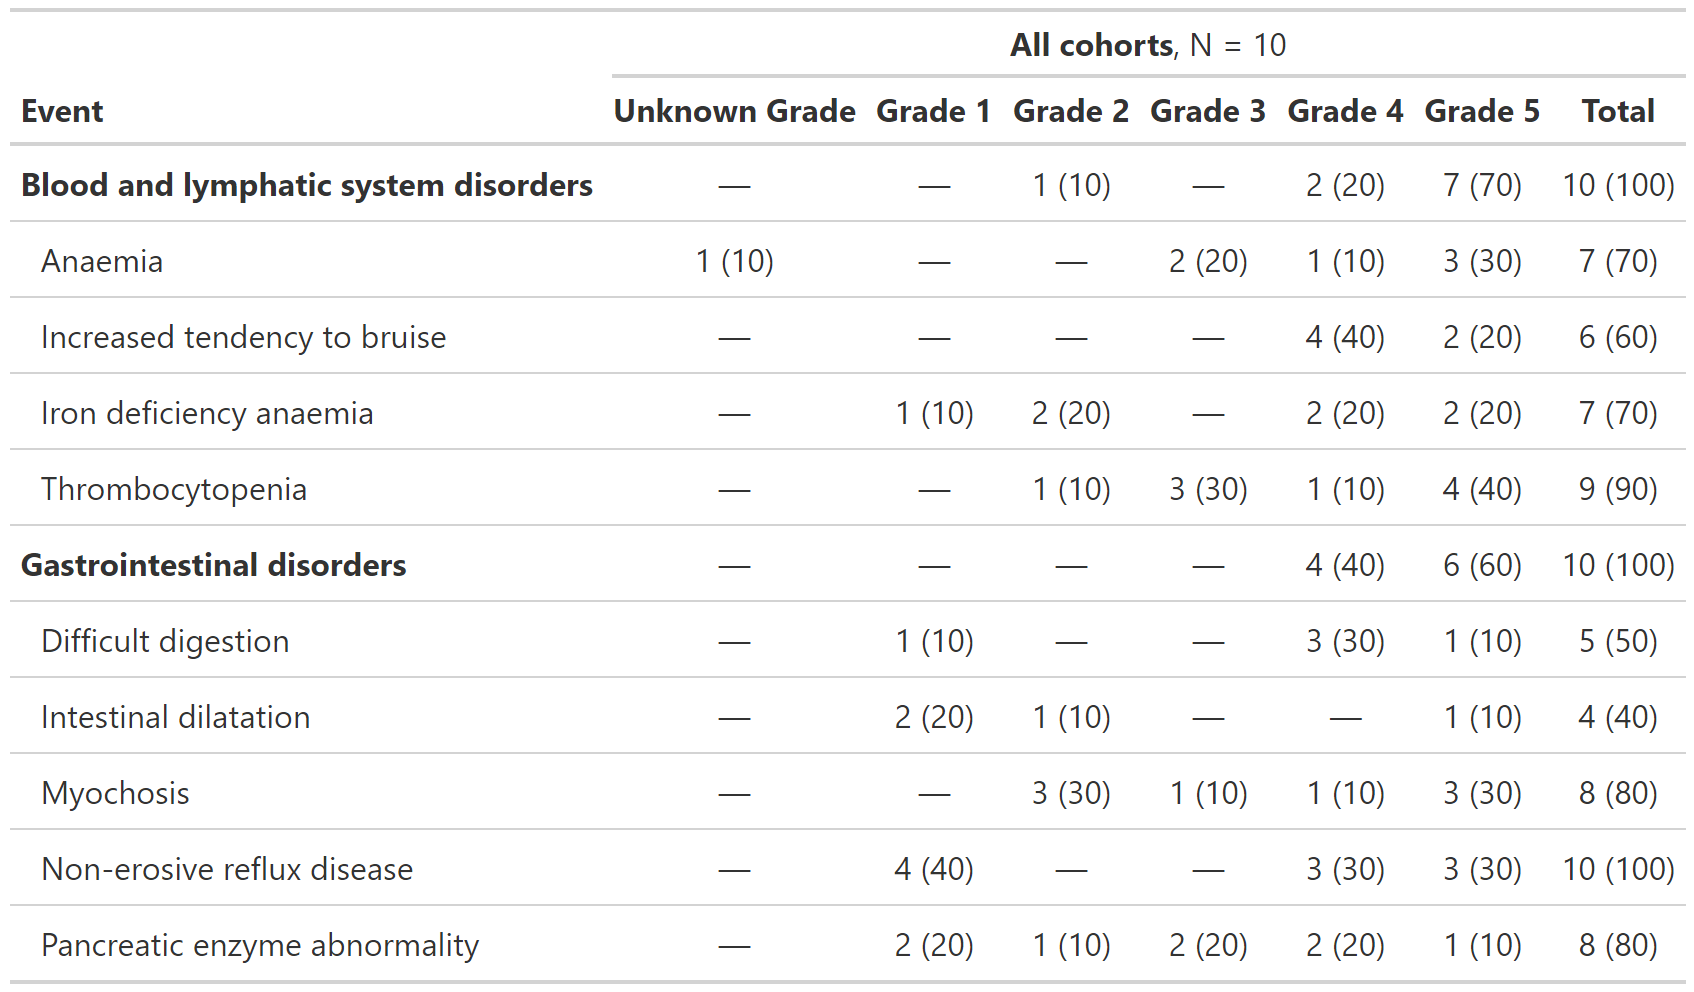 All cohorts, N = 10
Event Unknown Grade Grade 1 Grade 2 Grade 3 Grade 4 Grade 5 Total
Blood and lymphatic system disorders — — 1 (10) — 2 (20) 7 (70) 10 (100)
Anaemia 1 (10) — — 2 (20) 1 (10) 3 (30) 7 (70)
Increased tendency to bruise — — — — 4 (40) 2 (20) 6 (60)
Iron deficiency anaemia — 1 (10) 2 (20) — 2 (20) 2 (20) 7 (70)
Thrombocytopenia — — 1 (10) 3 (30) 1 (10) 4 (40) 9 (90)
Gastrointestinal disorders — — — — 4 (40) 6 (60) 10 (100)
Difficult digestion — 1 (10) — — 3 (30) 1 (10) 5 (50)
Intestinal dilatation — 2 (20) 1 (10) — — 1 (10) 4 (40)
Myochosis — — 3 (30) 1 (10) 1 (10) 3 (30) 8 (80)
Non-erosive reflux disease — 4 (40) — — 3 (30) 3 (30) 10 (100)
Pancreatic enzyme abnormality — 2 (20) 1 (10) 2 (20) 2 (20) 1 (10) 8 (80)